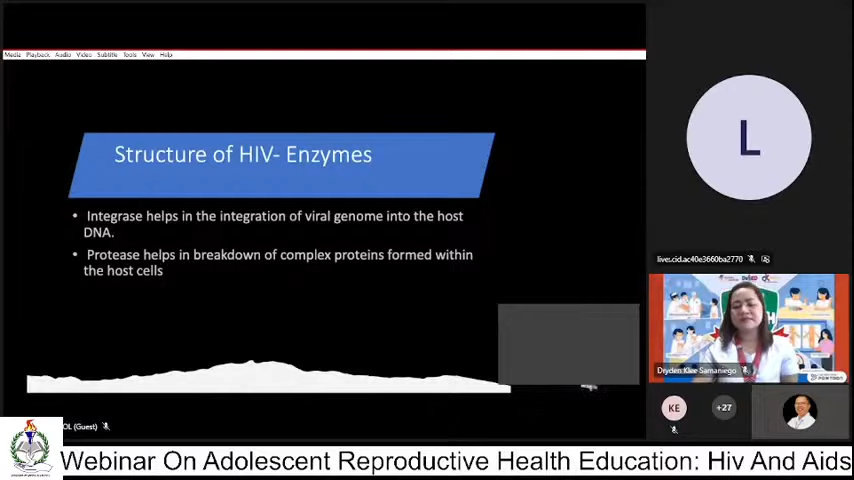 Media Playback Audio Video Subtitle Tools View Help
Structure of HIV- Enzymes
• Integrase helps in the integration of viral genome into the host
DNA.
• Protease helps in breakdown of complex proteins formed within
the host cells
L
live:cid.ac40e3660ba2770
Dryden Klee Samaniego
KE
+27
OL (Guest)
Webinar On Adolescent Reproductive Health Education: Hiv And Aids